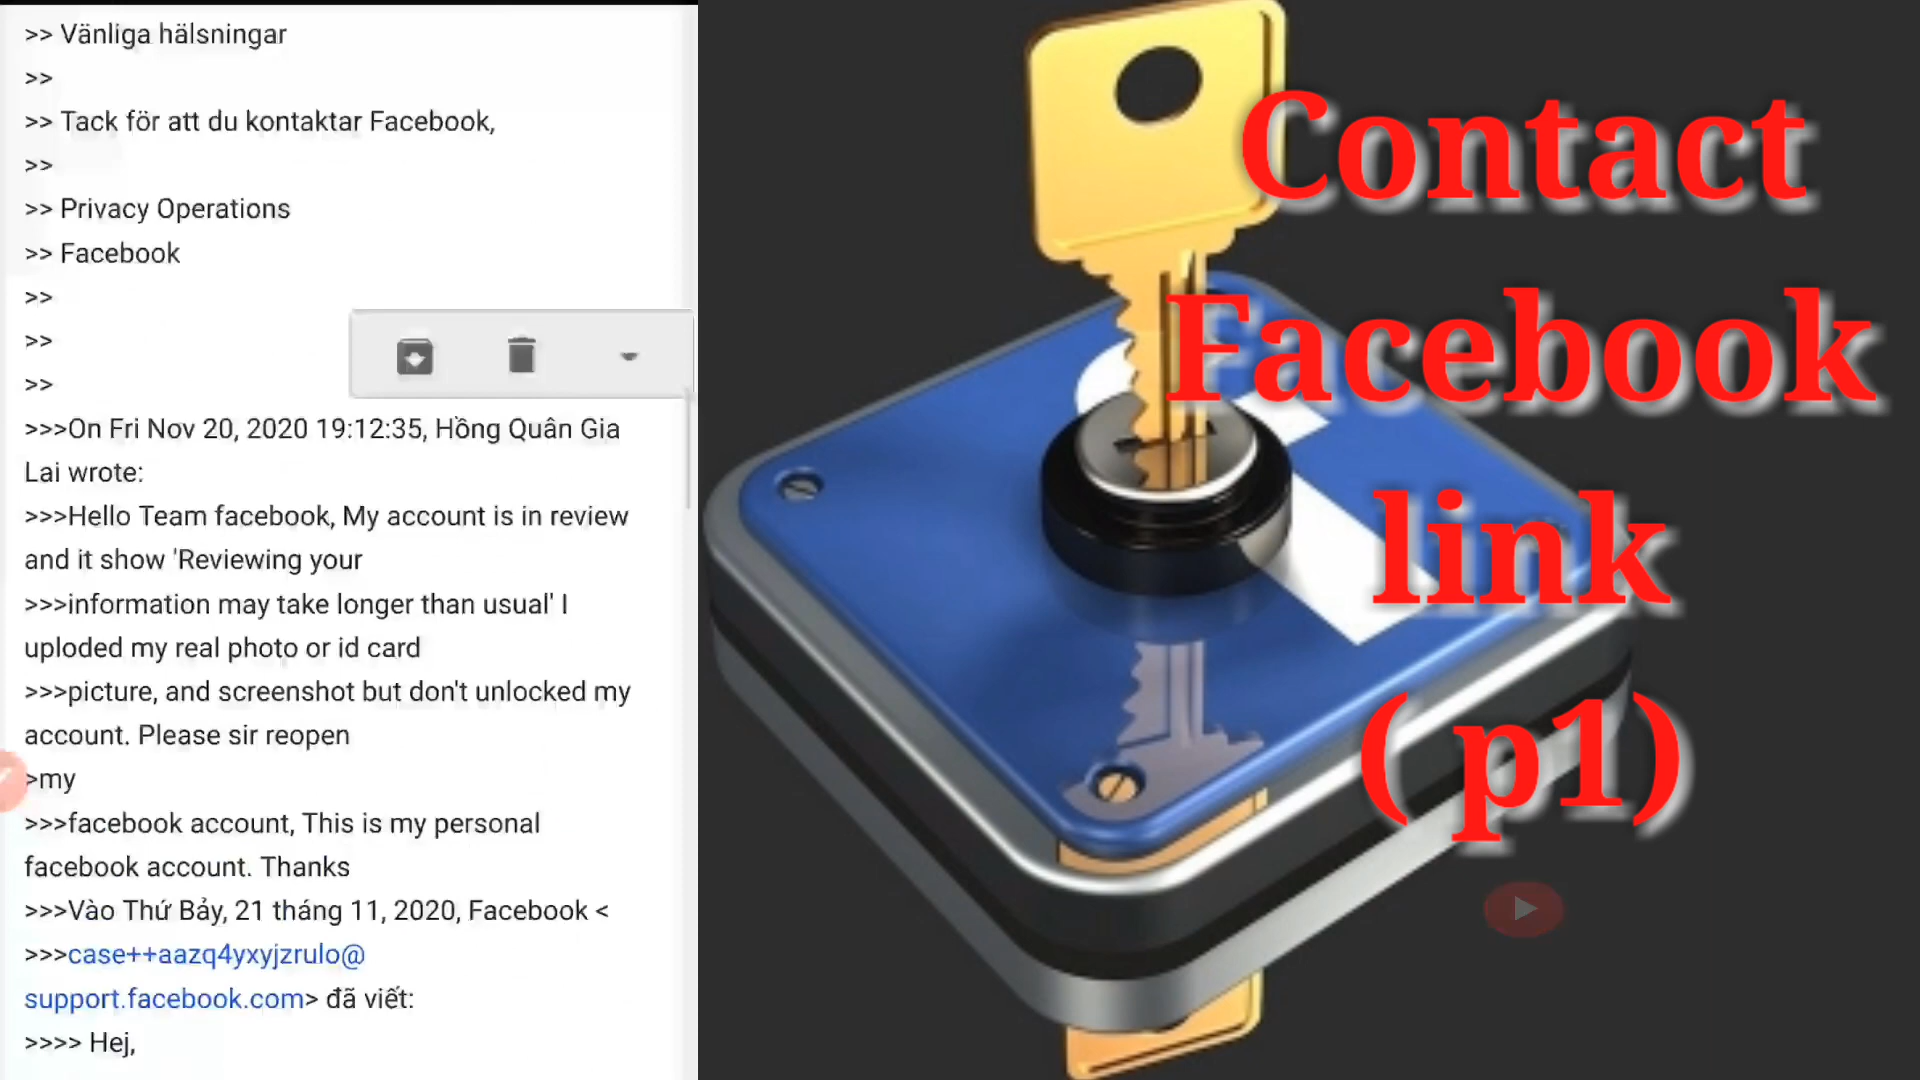 >> Vänliga hälsningar
>>
>> Tack för att du kontaktar Facebook,
>>
>> Privacy Operations
>> Facebook
>>
>>
>>
>>>On Fri Nov 20, 2020 19:12:35, Hồng Quân Gia
Lai wrote:
>>>Hello Team facebook, My account is in review
and it show 'Reviewing your
>>>information may take longer than usual' I
uploded my real photo or id card
>>>picture, and screenshot but don't unlocked my
account. Please sir reopen
>my
>>>facebook account, This is my personal
facebook account. Thanks
>>>Vào Thứ Bảy, 21 tháng 11, 2020, Facebook <
>>>case++aazq4yxyjzrulo@
support.facebook.com> đã viết:
>>>> Hej,
Contact
Facebook
link
( p1)